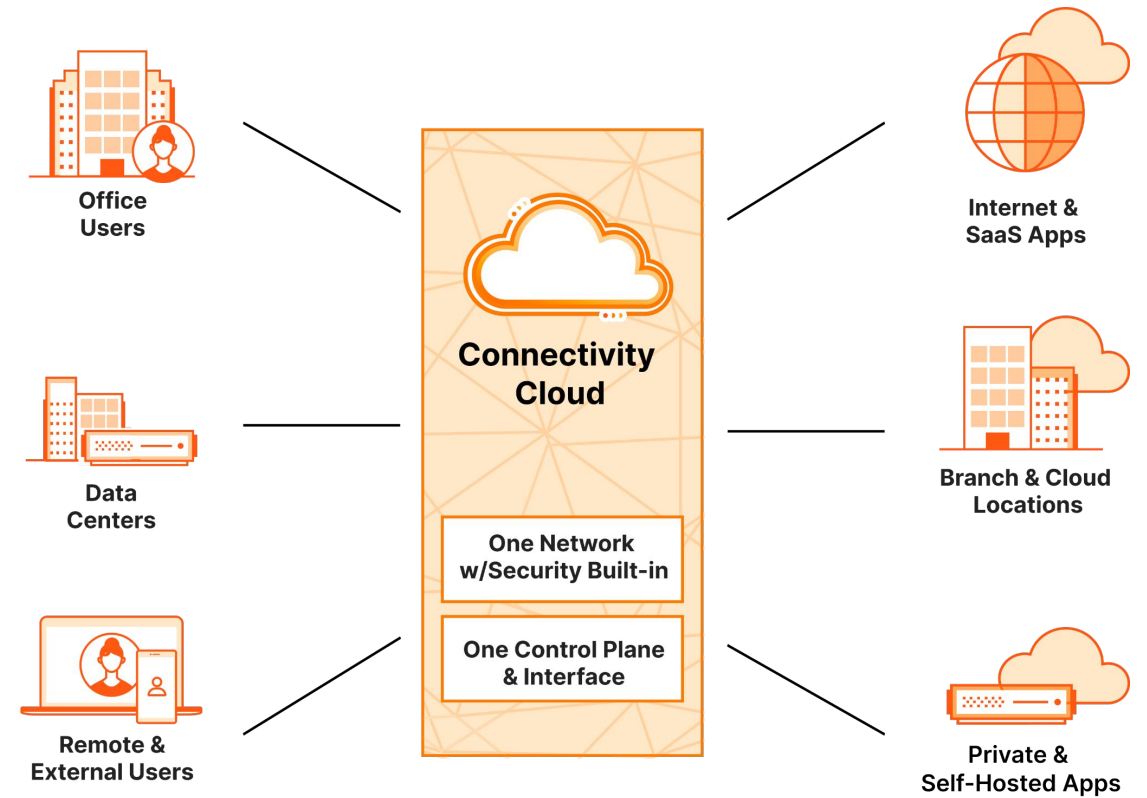 Office
Users
Data
Centers
Remote &
External Users
Connectivity
Cloud
One Network
w/Security Built-in
One Control Plane
& Interface
Internet &
SaaS Apps
Branch & Cloud
Locations
Private &
Self-Hosted Apps